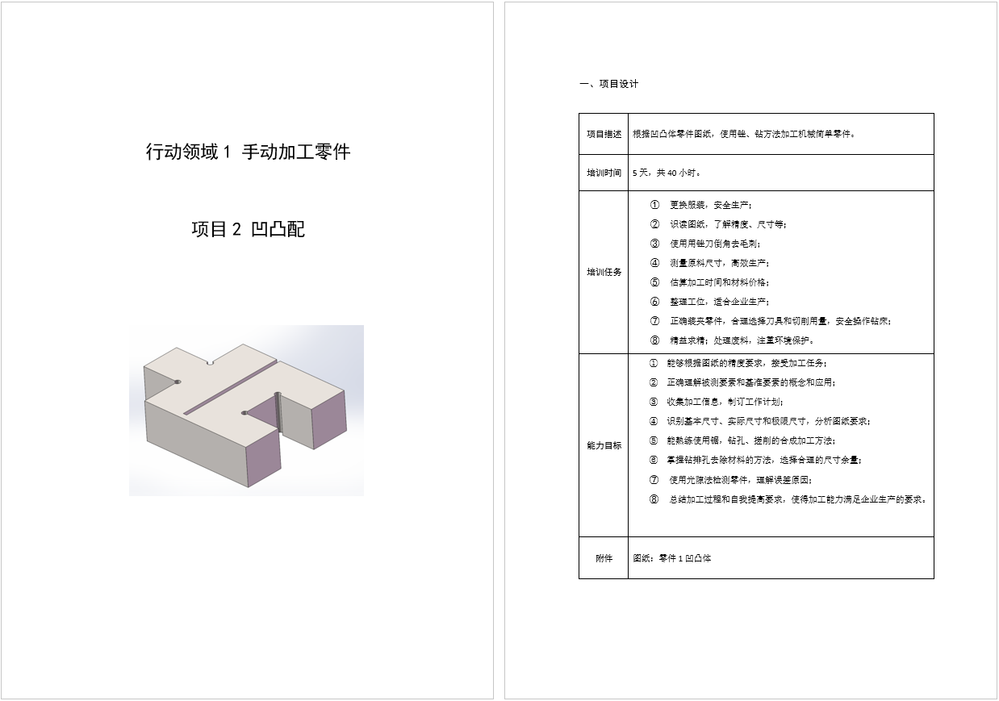 行动领域1 手动加工零件
项目2 凹凸配
一、项目设计
项目描述
根据凹凸体零件图纸，使用锉、钻方法加工机械简单零件。
培训时间
5 天，共 40 小时。
培训任务
① 更换服装，安全生产；
② 识读图纸，了解精度、尺寸等；
③ 使用用锉刀倒角去毛刺；
④ 测量原料尺寸，高效生产；
⑤ 估算加工时间和材料价格；
⑥ 整理工位，适合企业生产；
⑦ 正确装夹零件，合理选择刀具和切削用量，安全操作钻床；
⑧ 精益求精；处理废料，注重环境保护。
能力目标
① 能够根据图纸的精度要求，接受加工任务；
② 正确理解被测要素和基准要素的概念和应用；
③ 收集加工信息，制订工作计划；
④ 识别基本尺寸、实际尺寸和极限尺寸，分析图纸要求；
⑤ 能熟练使用锯，钻孔、搓削的合成加工方法；
⑥ 掌握钻排孔去除材料的方法，选择合理的尺寸余量；
⑦ 使用光隙法检测零件，理解误差原因；
⑧ 总结加工过程和自我提高要求，使得加工能力满足企业生产的要求。
附件
图纸：零件 1 凹凸体